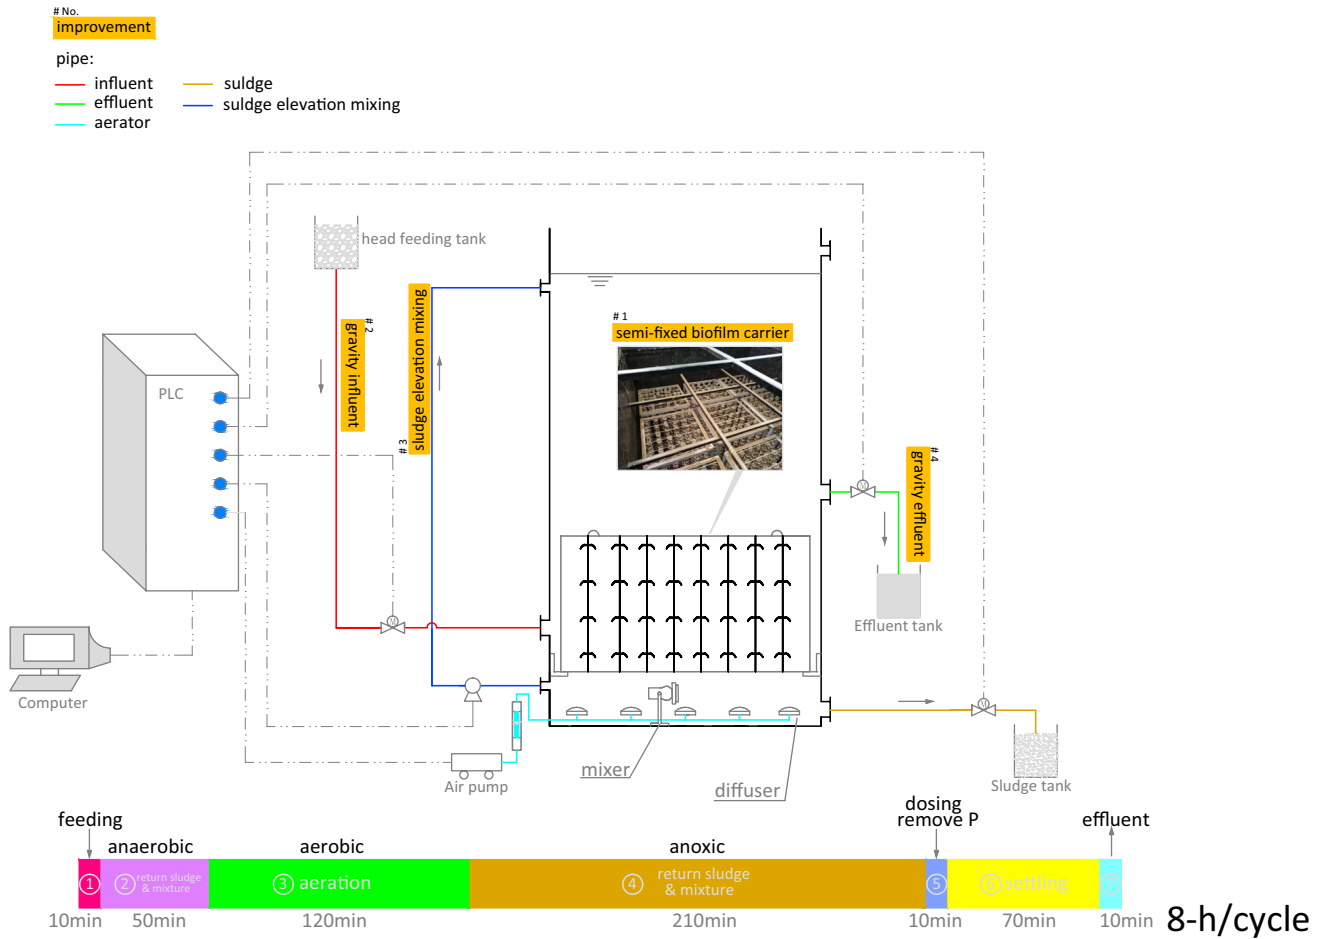 # No.
improvement
pipe:
influent
suldge
effluent
suldge elevation mixing
aerator
head feeding tank
# 2
gravity influent
# 3
sludge elevation mixing
# 1
semi-fixed biofilm carrier
PLC
# 4
gravity effluent
M
M
M
Effluent tank
Computer
Air pump
mixer
diffuser
Sludge tank
feeding
anaerobic
aerobic
anoxic
dosing
remove P
effluent
1
2 return sludge
& mixture
3 aeration
4 return sludge
& mixture
5
6 settling
7
10min
50min
120min
210min
10min
70min
10min
8-h/cycle